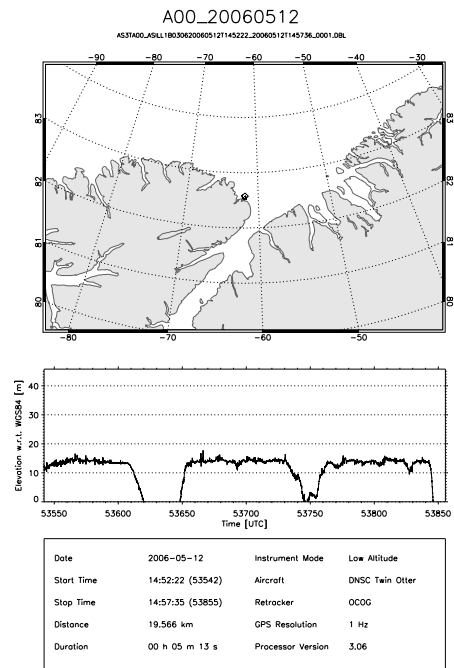 A00_20060512
AS3TA00_ASILL1B030620060512T145222_20060512T145736_0001.DBL
-90 -80 -70 -60 -50 -40 -30
83 83
82 82
81 81
80 80
-80 -70 -60 -50
Elevation w.r.t. WGS84 [m]
40
30
20
10
0
53550 53600 53650 53700 53750 53800 53850
Time [UTC]
Date 2006-05-12 Instrument Mode Low Altitude
Start Time 14:52:22 (53542) Aircraft DNSC Twin Otter
Stop Time 14:57:35 (53855) Retracker OCOG
Distance 19.566 km GPS Resolution 1 Hz
Duration 00 h 05 m 13 s Processor Version 3.06